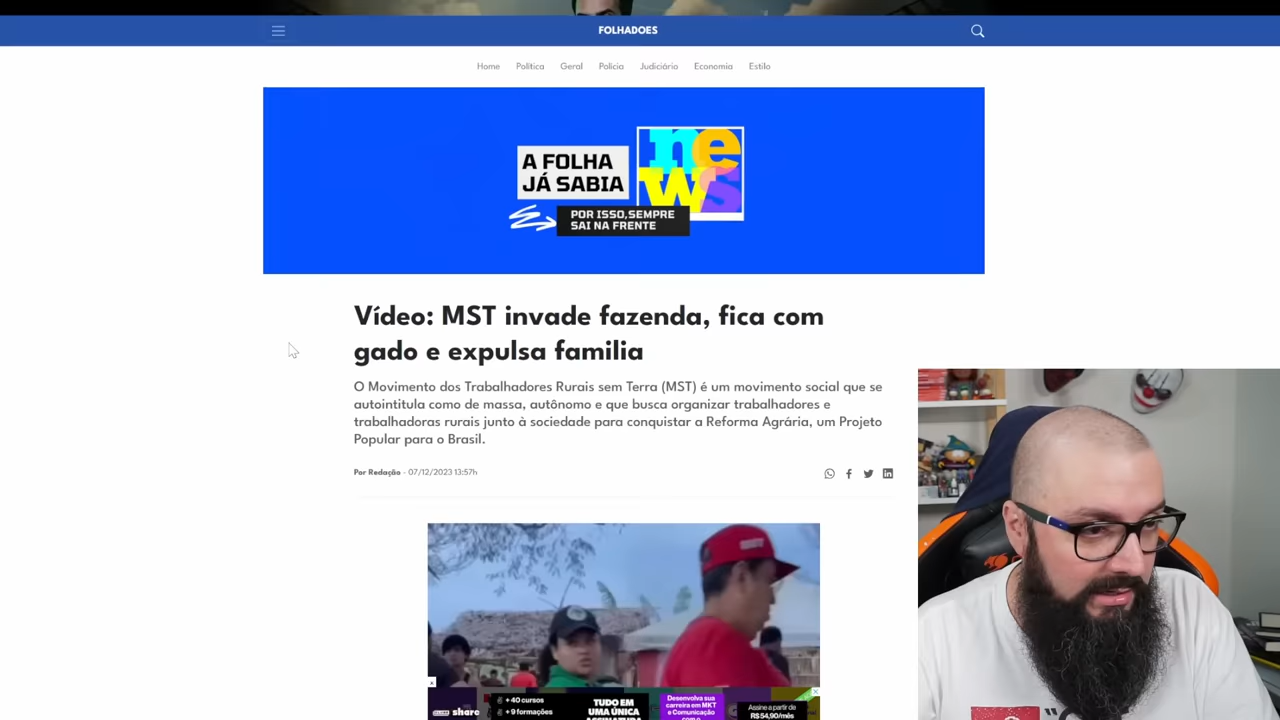 FOLHADOES
Home Política Geral Polícia Judiciário Economia Estilo
A FOLHA
JÁ SABIA
news
POR ISSO,SEMPRE
SAI NA FRENTE
Vídeo: MST invade fazenda, fica com
gado e expulsa familia
O Movimento dos Trabalhadores Rurais sem Terra (MST) é um movimento social que se
autointitula como de massa, autônomo e que busca organizar trabalhadores e
trabalhadoras rurais junto à sociedade para conquistar a Reforma Agrária, um Projeto
Popular para o Brasil.
Por Redação - 07/12/2023 13:57h
share
+ 40 cursos
+ 9 formações
TUDO EM
UMA ÚNICA
Desenvolva sua
carreira em MKT
e Comunicação
Assine a partir de
R$ 54,90/mês